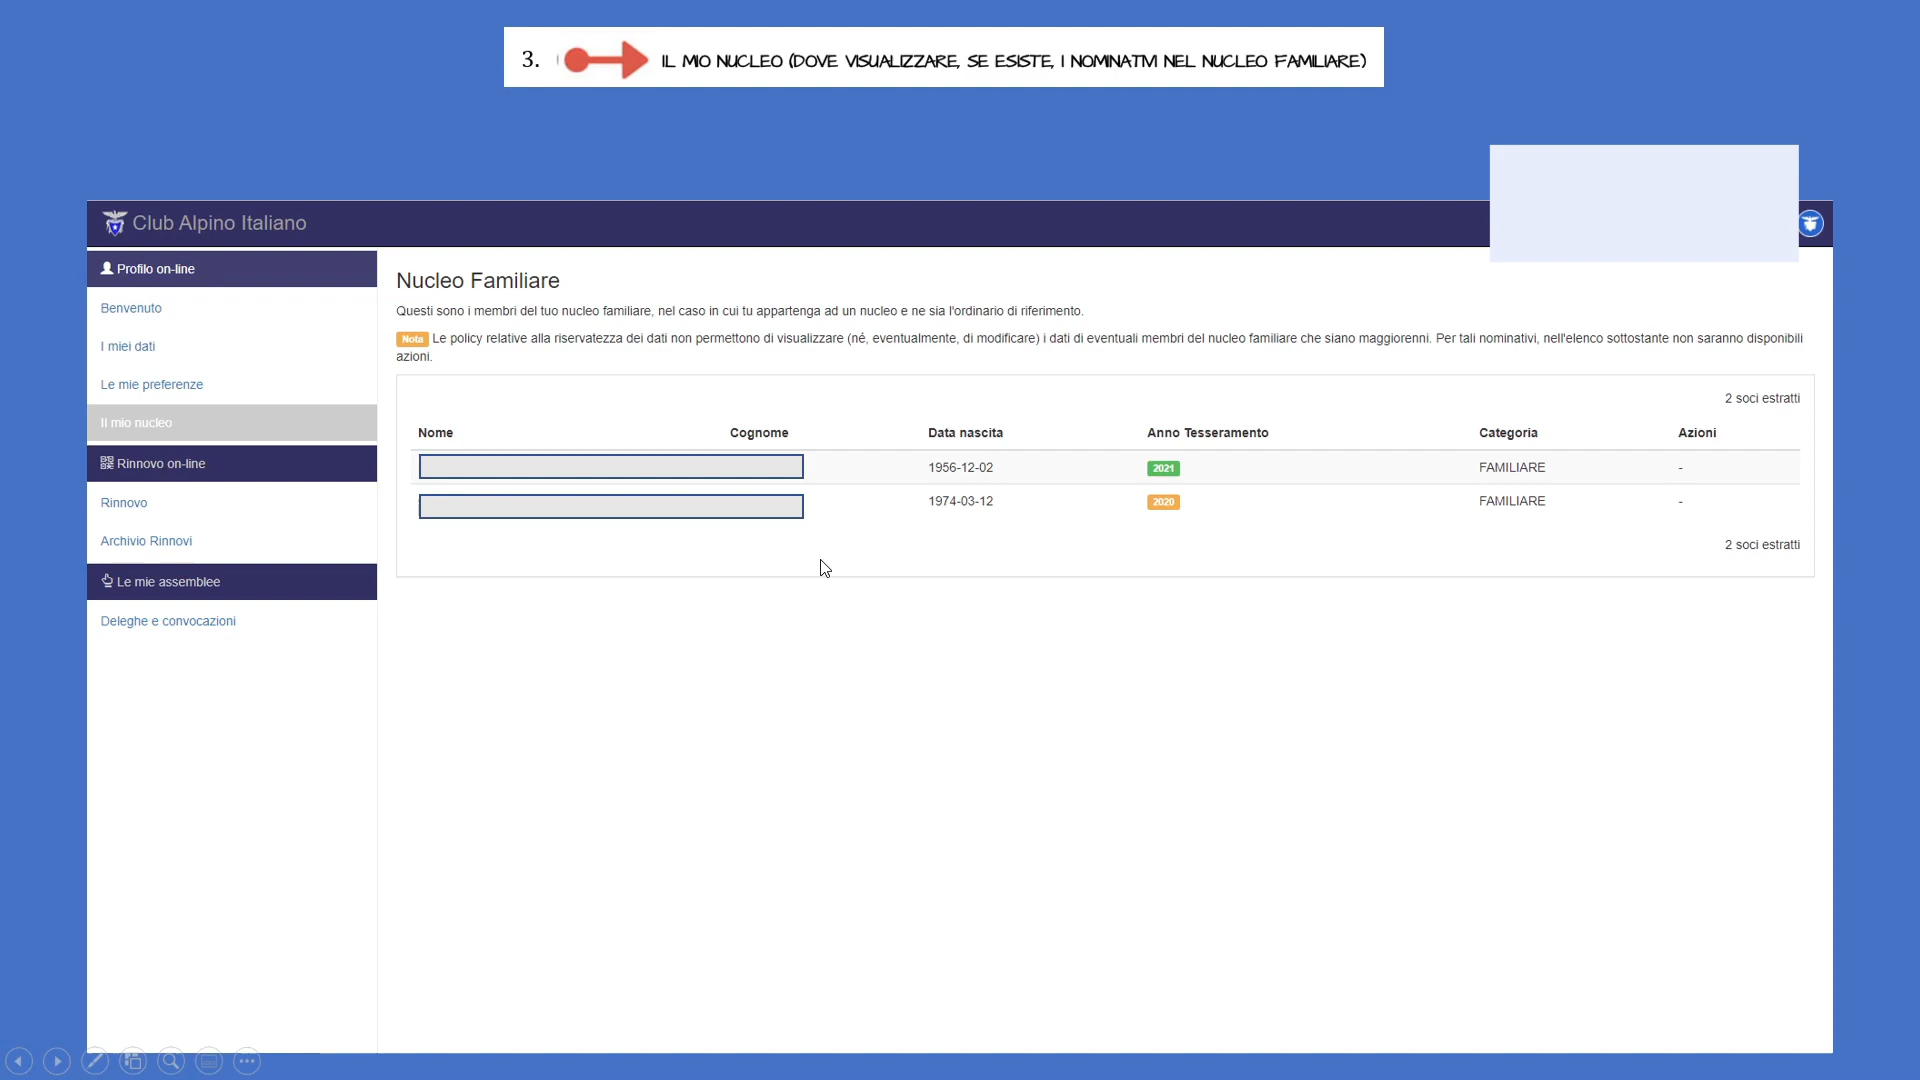 3. IL MIO NUCLEO (DOVE VISUALIZZARE, SE ESISTE, I NOMINATIVI NEL NUCLEO FAMILIARE)
Club Alpino Italiano
Profilo on-line
Benvenuto
I miei dati
Le mie preferenze
Il mio nucleo
Rinnovo on-line
Rinnovo
Archivio Rinnovi
Le mie assemblee
Deleghe e convocazioni
Nucleo Familiare
Questi sono i membri del tuo nucleo familiare, nel caso in cui tu appartenga ad un nucleo e ne sia l'ordinario di riferimento.
Nota Le policy relative alla riservatezza dei dati non permettono di visualizzare (né, eventualmente, di modificare) i dati di eventuali membri del nucleo familiare che siano maggiorenni. Per tali nominativi, nell'elenco sottostante non saranno disponibili
azioni.
2 soci estratti
Nome Cognome Data nascita Anno Tesseramento Categoria Azioni
1956-12-02 2021 FAMILIARE -
1974-03-12 2020 FAMILIARE -
2 soci estratti